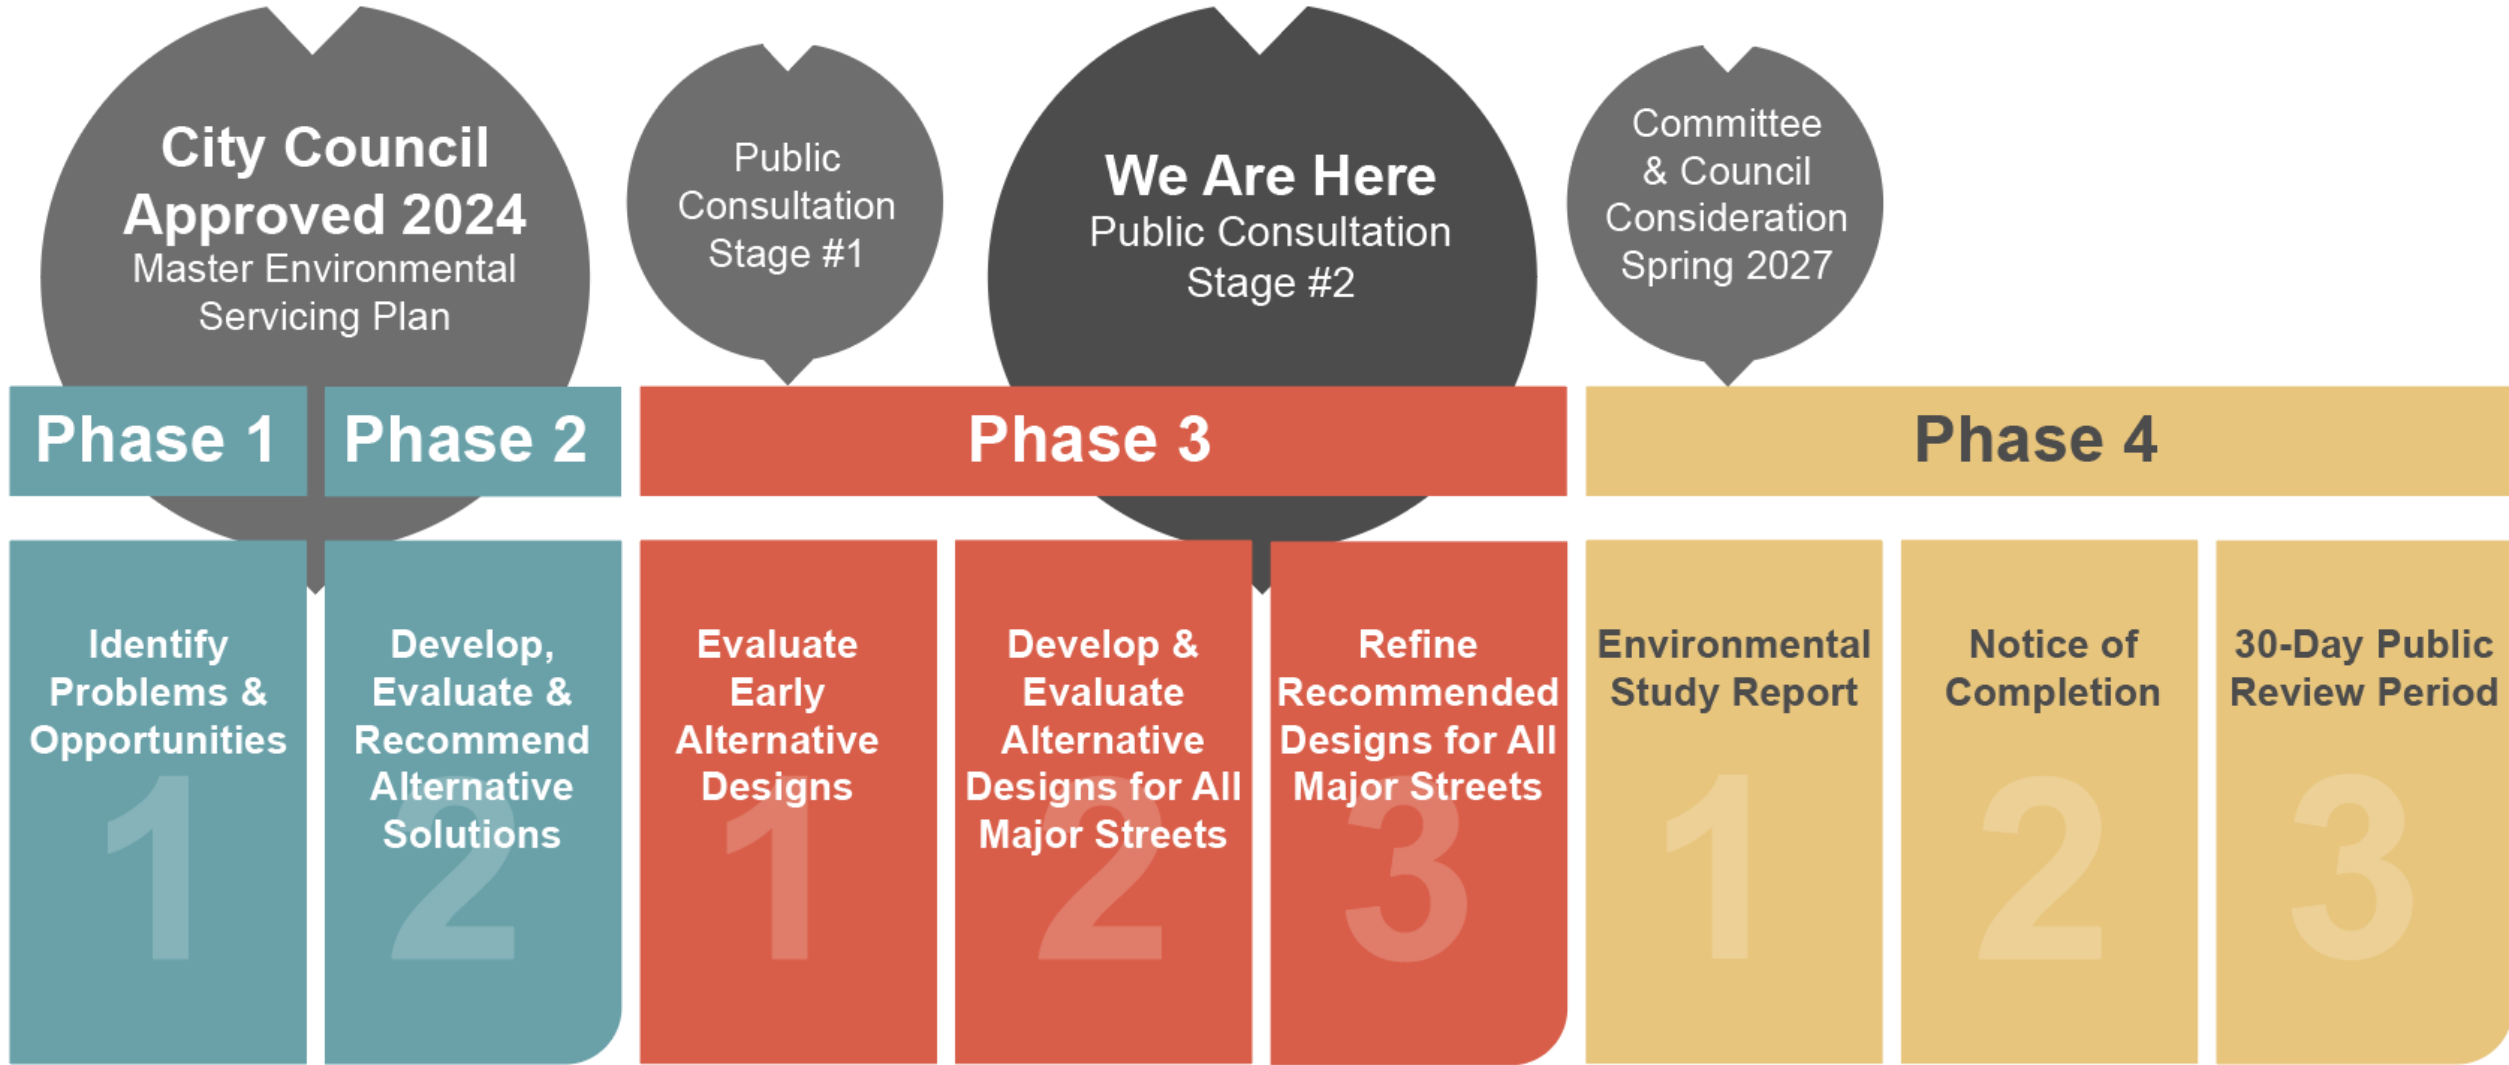 City Council
Approved 2024
Master Environmental
Servicing Plan
Public
Consultation
Stage #1
We Are Here
Public Consultation
Stage #2
Committee
& Council
Consideration
Spring 2027
Phase 1
Phase 2
Phase 3
Phase 4
Identify
Problems &
Opportunities
1
Develop,
Evaluate &
Recommend
Alternative
Solutions
2
Evaluate
Early
Alternative
Designs
1
Develop &
Evaluate
Alternative
Designs for All
Major Streets
2
Refine
Recommended
Designs for All
Major Streets
3
Environmental
Study Report
1
Notice of
Completion
2
30-Day Public
Review Period
3